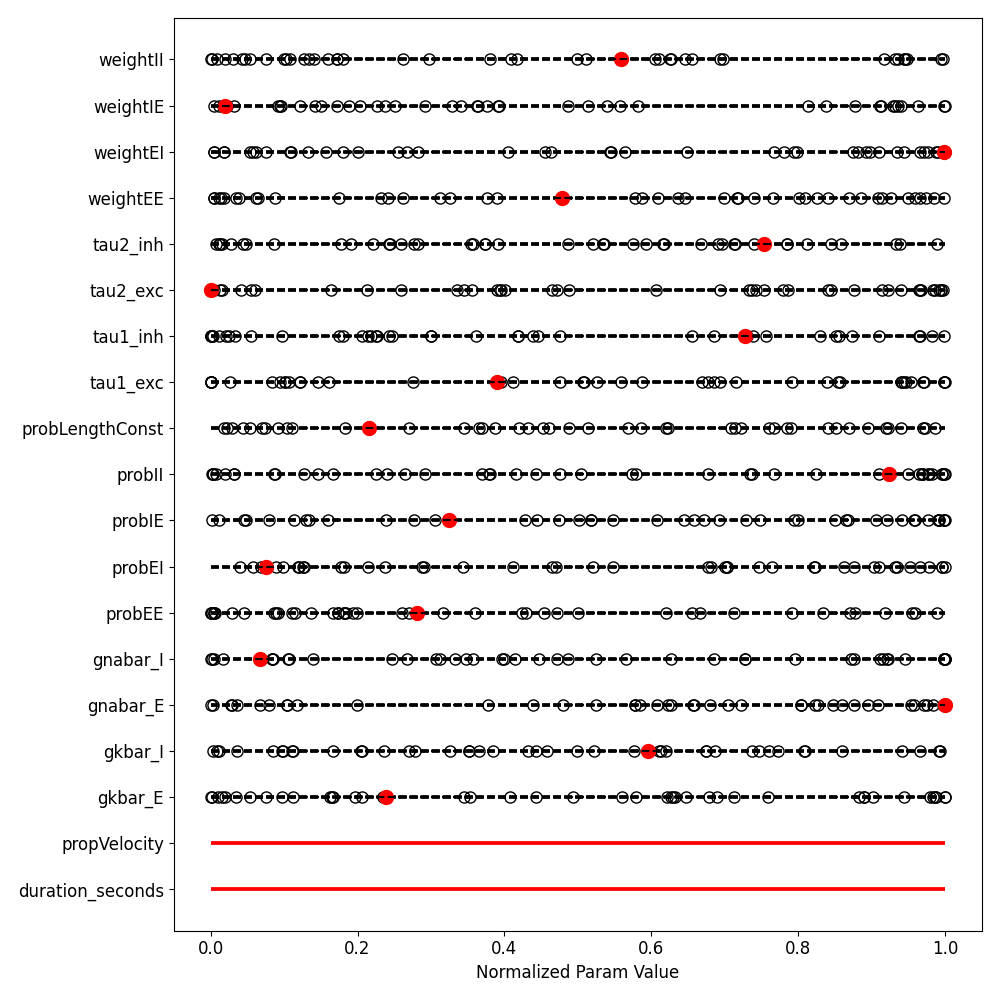 weightII
weightIE
weightEI
weightEE
tau2_inh
tau2_exc
tau1_inh
tau1_exc
probLengthConst
probII
probIE
probEI
probEE
gnabar_I
gnabar_E
gkbar_I
gkbar_E
propVelocity
duration_seconds
0.0 0.2 0.4 0.6 0.8 1.0
Normalized Param Value